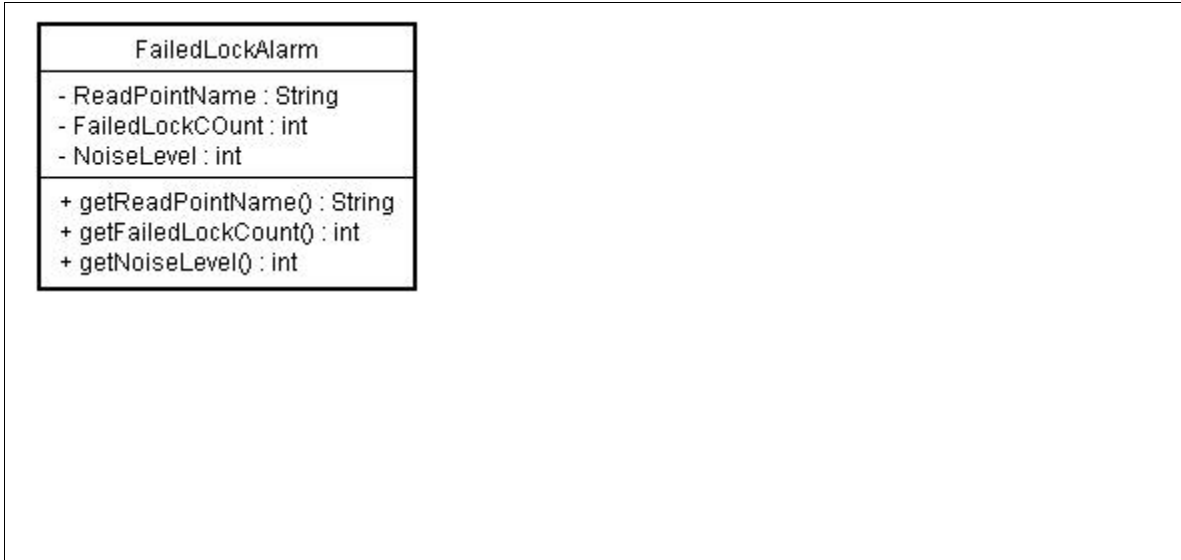 FailedLockAlarm
- ReadPointName : String
- FailedLockCOunt : int
- NoiseLevel : int
+ getReadPointName() : String
+ getFailedLockCount() : int
+ getNoiseLevel() : int